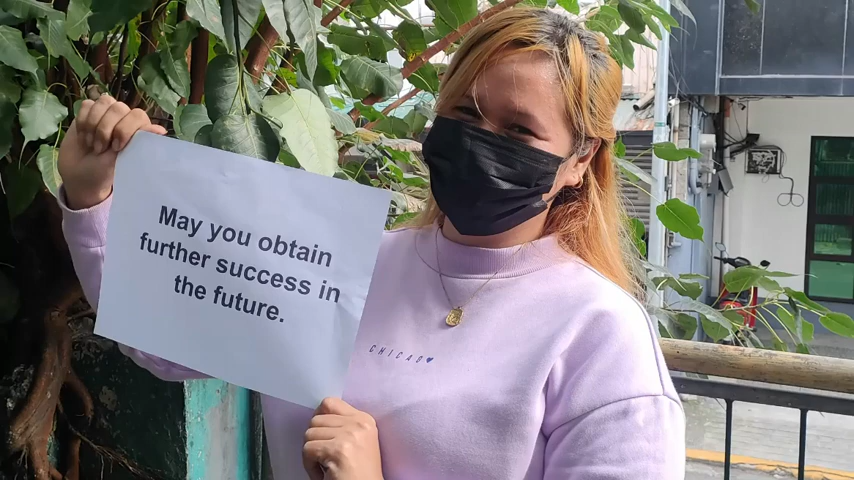 May you obtain
further success in
the future.
CHICAGO